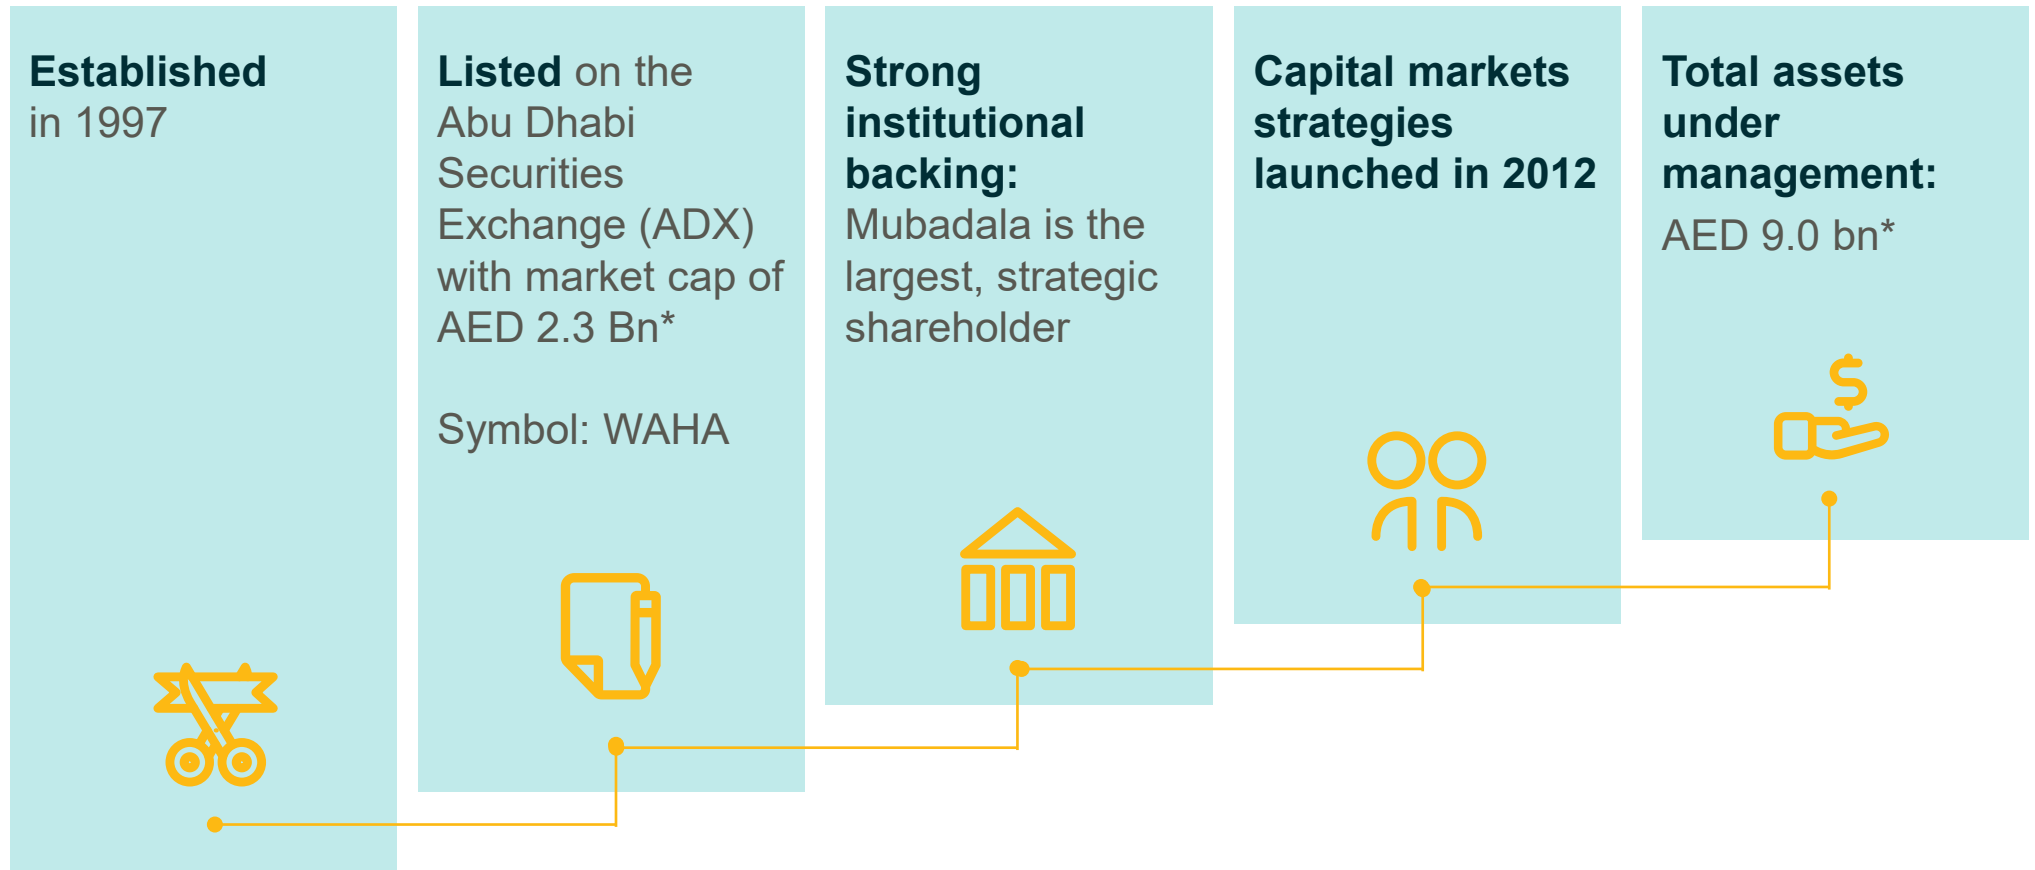 Established
in 1997
Listed on the
Abu Dhabi
Securities
Exchange (ADX)
with market cap of
AED 2.3 Bn*
Symbol: WAHA
Strong
institutional
backing:
Mubadala is the
largest, strategic
shareholder
Capital markets
strategies
launched in 2012
Total assets
under
management:
AED 9.0 bn*
$